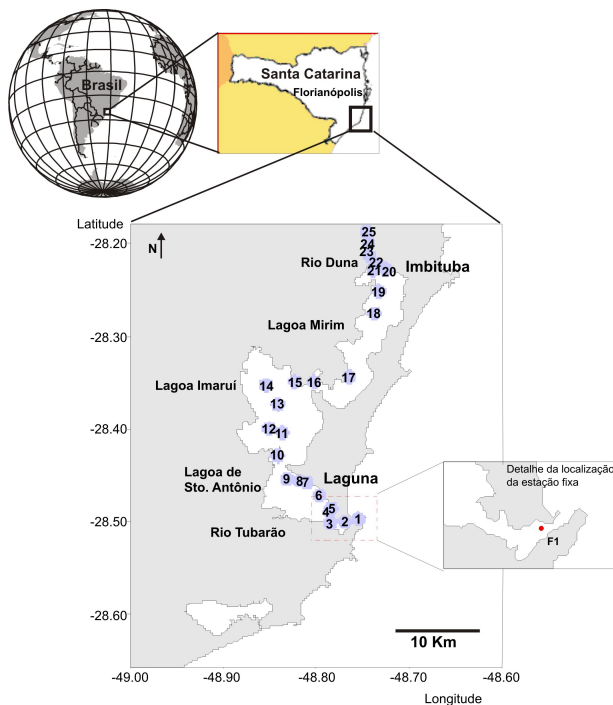 Brasil
Santa Catarina
Florianópolis
Latitude
-28.20
-28.30
-28.40
-28.50
-28.60
N
25
24
23
22
21
20
Rio Duna
Imbituba
19
18
Lagoa Mirim
17
16
15
14
Lagoa Imaruí
13
12
11
10
Lagoa de
Sto. Antônio
Laguna
9
8
7
6
5
4
3
2
1
Rio Tubarão
Detalhe da localização
da estação fixa
F1
10 Km
-49.00
-48.90
-48.80
-48.70
-48.60
Longitude